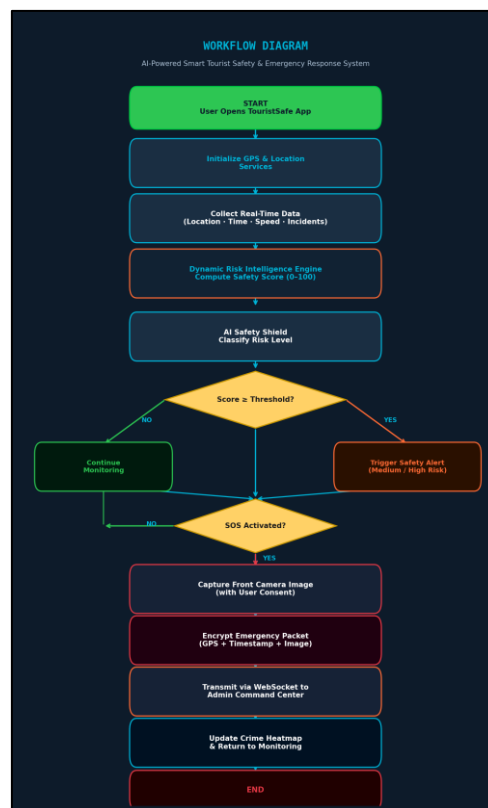 WORKFLOW DIAGRAM
AI-Powered Smart Tourist Safety & Emergency Response System
START
User Opens TouristSafe App
Initialize GPS & Location
Services
Collect Real-Time Data
(Location · Time · Speed · Incidents)
Dynamic Risk Intelligence Engine
Compute Safety Score (0–100)
AI Safety Shield
Classify Risk Level
Score ≥ Threshold?
NO
YES
Continue
Monitoring
Trigger Safety Alert
(Medium / High Risk)
SOS Activated?
NO
YES
Capture Front Camera Image
(with User Consent)
Encrypt Emergency Packet
(GPS + Timestamp + Image)
Transmit via WebSocket to
Admin Command Center
Update Crime Heatmap
& Return to Monitoring
END